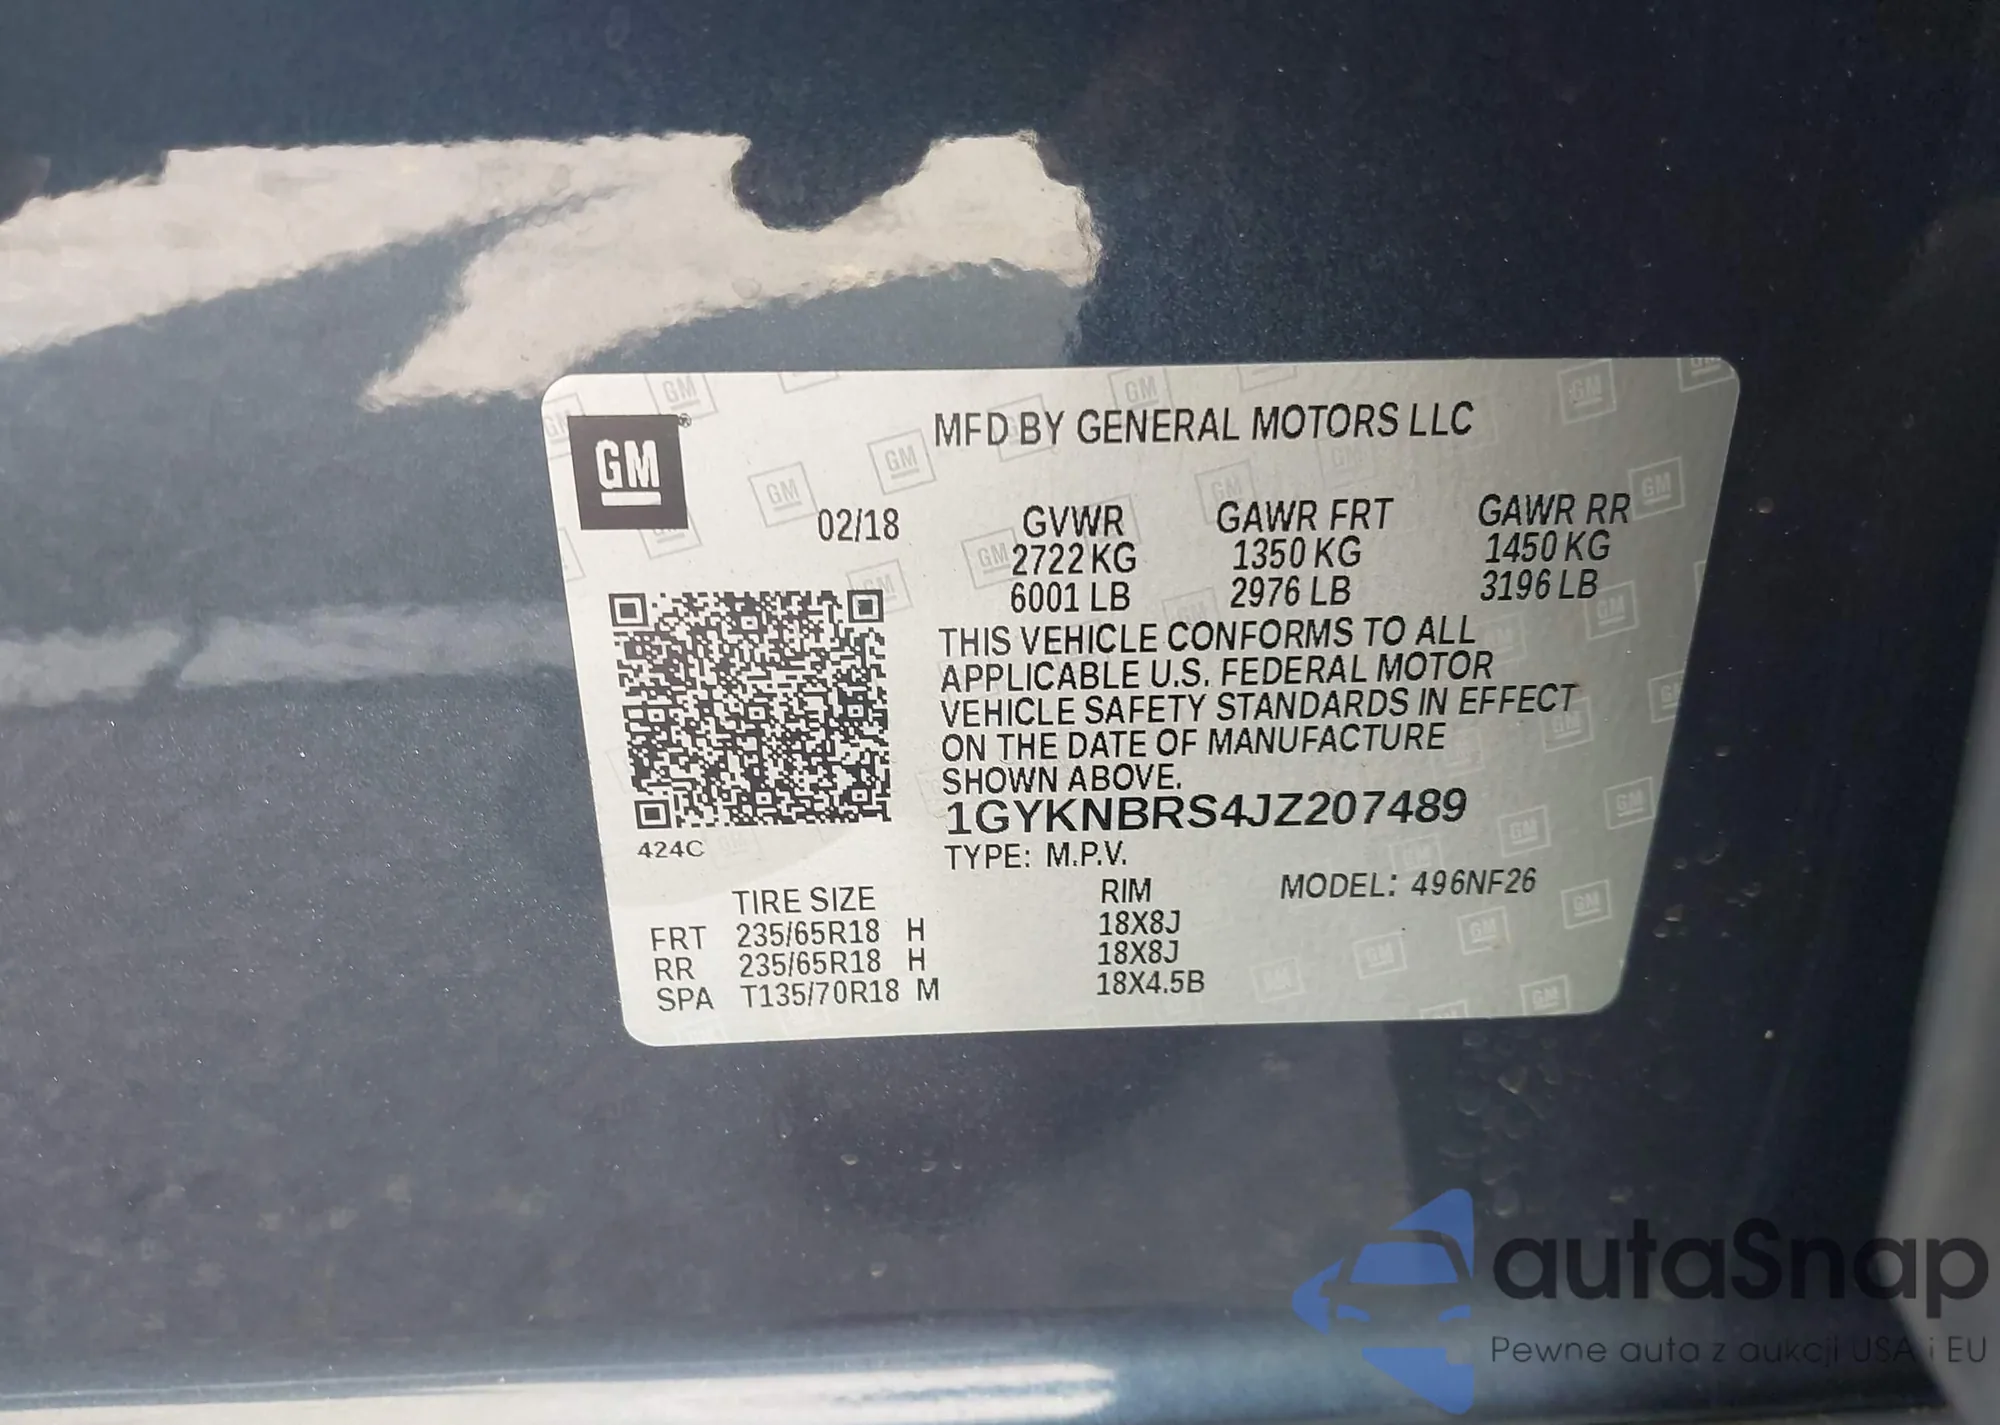 GM®
MFD BY GENERAL MOTORS LLC
02/18 GVWR GAWR FRT GAWR RR
2722 KG 1350 KG 1450 KG
6001 LB 2976 LB 3196 LB
THIS VEHICLE CONFORMS TO ALL
APPLICABLE U.S. FEDERAL MOTOR
VEHICLE SAFETY STANDARDS IN EFFECT
ON THE DATE OF MANUFACTURE
SHOWN ABOVE.
1GYKNBRS4JZ207489
424C
TYPE: M.P.V.
TIRE SIZE RIM MODEL: 496NF26
FRT 235/65R18 H 18X8J
RR 235/65R18 H 18X8J
SPA T135/70R18 M 18X4.5B
autaSnap
Pewne auta z aukcji USA i EU